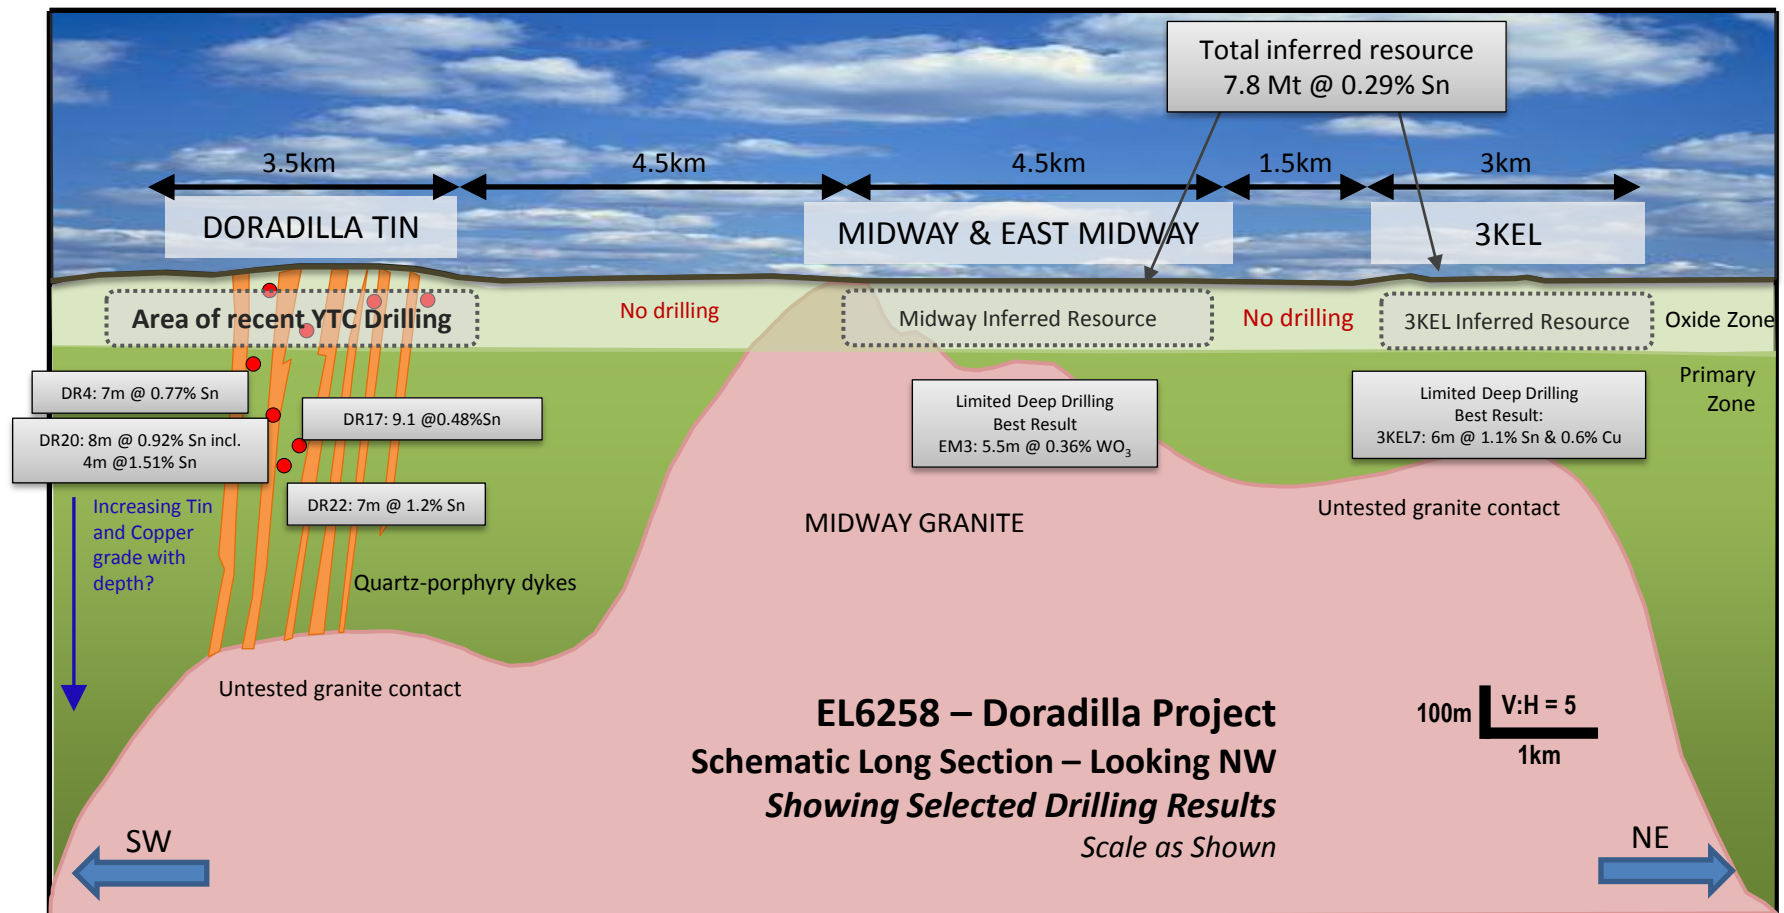 Total inferred resource
7.8 Mt @ 0.29% Sn
3.5km
4.5km
4.5km
1.5km
3km
DORADILLA TIN
MIDWAY & EAST MIDWAY
3KEL
Area of recent YTC Drilling
No drilling
Midway Inferred Resource
No drilling
3KEL Inferred Resource
Oxide Zone
Primary
Zone
DR4: 7m @ 0.77% Sn
DR20: 8m @ 0.92% Sn incl.
4m @1.51% Sn
DR17: 9.1 @0.48%Sn
DR22: 7m @ 1.2% Sn
Limited Deep Drilling
Best Result
EM3: 5.5m @ 0.36% WO₃
Limited Deep Drilling
Best Result:
3KEL7: 6m @ 1.1% Sn & 0.6% Cu
Increasing Tin
and Copper
grade with
depth?
Quartz-porphyry dykes
MIDWAY GRANITE
Untested granite contact
Untested granite contact
EL6258 – Doradilla Project
Schematic Long Section – Looking NW
Showing Selected Drilling Results
Scale as Shown
100m
V:H = 5
1km
SW
NE